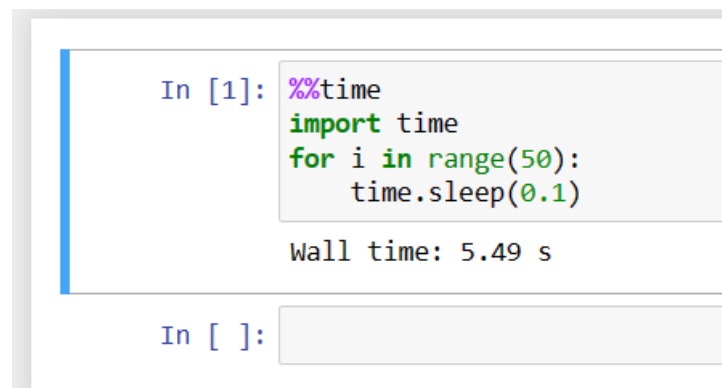 In [1]: %%time
import time
for i in range(50):
    time.sleep(0.1)
Wall time: 5.49 s
In [ ]: